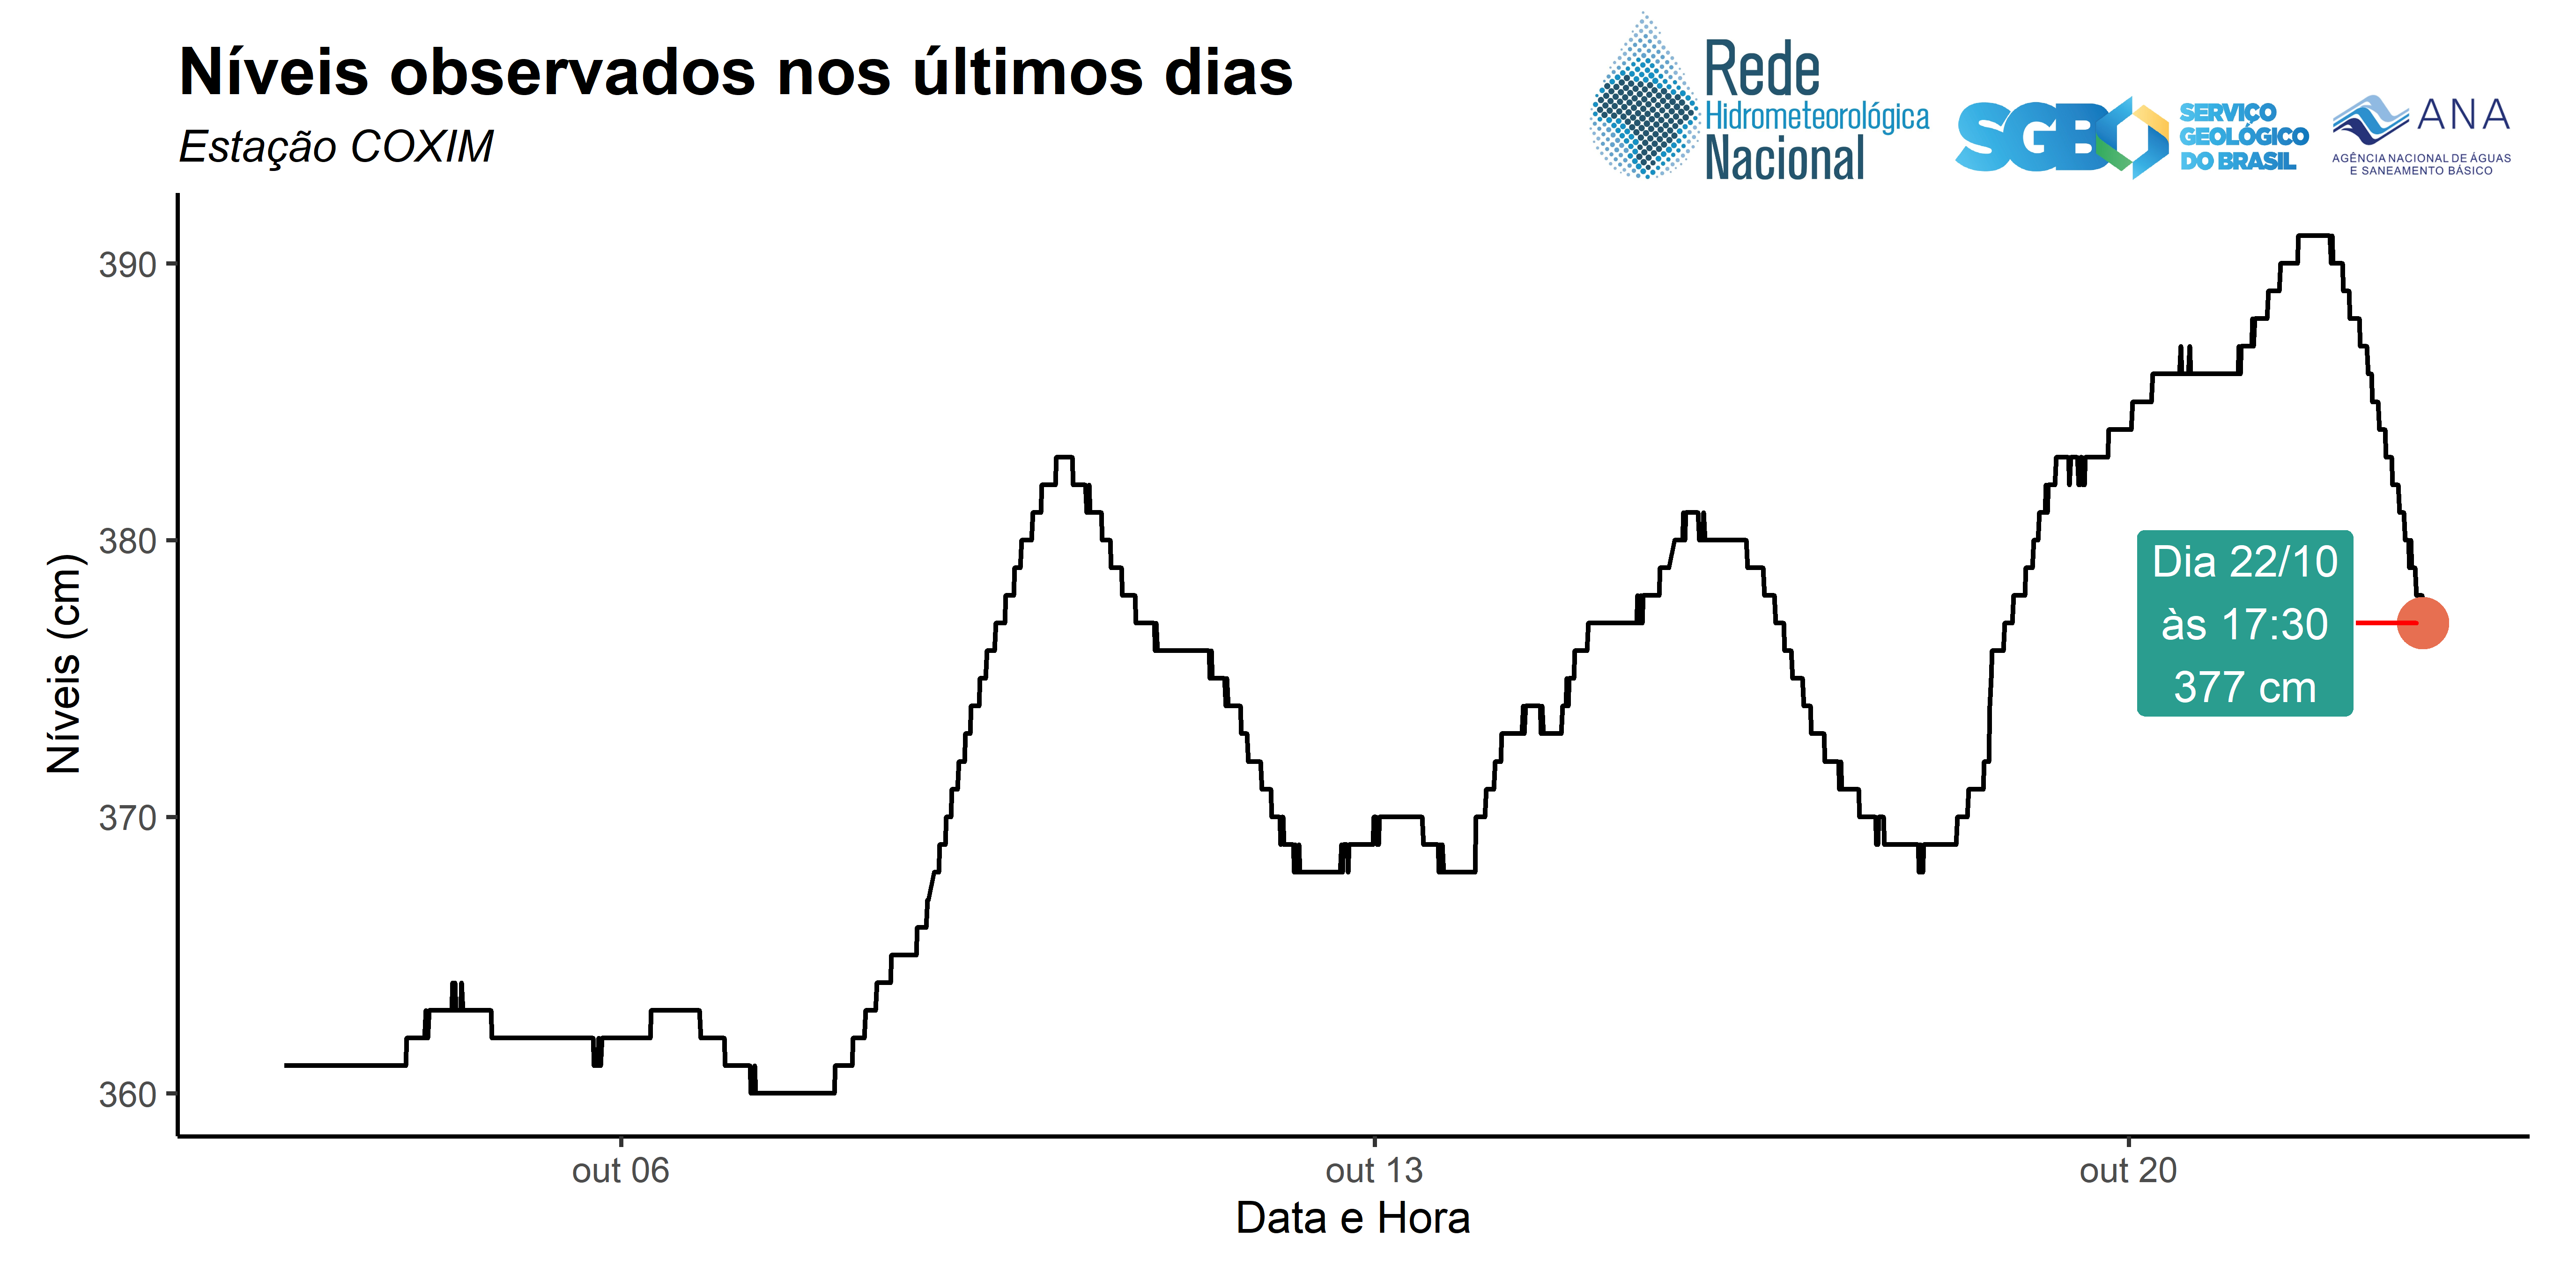 Níveis observados nos últimos dias
Estação COXIM
Rede
Hidrometeorológica
Nacional
SGB
SERVIÇO
GEOLÓGICO
DO BRASIL
ANA
AGÊNCIA NACIONAL DE ÁGUAS
E SANEAMENTO BÁSICO
Níveis (cm)
390
380
370
360
Dia 22/10
às 17:30
377 cm
out 06
out 13
out 20
Data e Hora